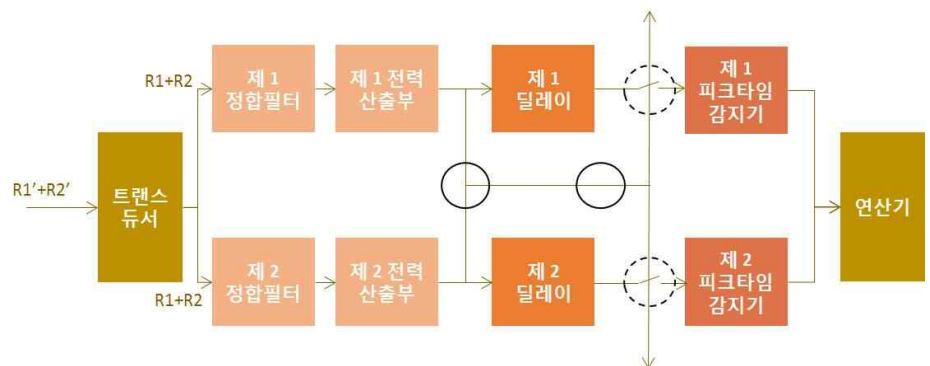 R1+R2
제 1
정합필터
제 1 전력
산출부
제 1
딜레이
제 1
피크타임
감지기
R1′+R2′
트랜스
듀서
연산기
R1+R2
제 2
정합필터
제 2 전력
산출부
제 2
딜레이
제 2
피크타임
감지기